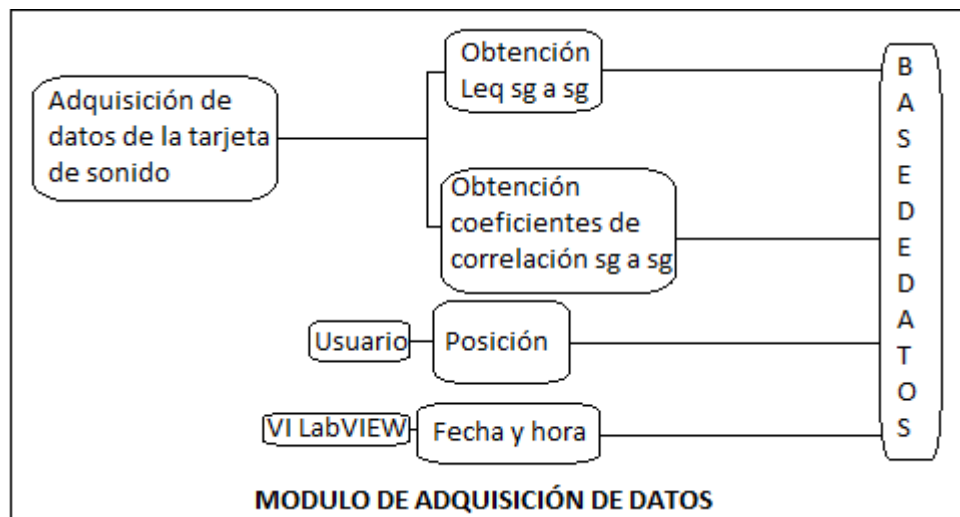 Adquisición de
datos de la tarjeta
de sonido
Obtención
Leq sg a sg
Obtención
coeficientes de
correlación sg a sg
Usuario
Posición
VI LabVIEW
Fecha y hora
B
A
S
E
D
E
D
A
T
O
S
MODULO DE ADQUISICIÓN DE DATOS